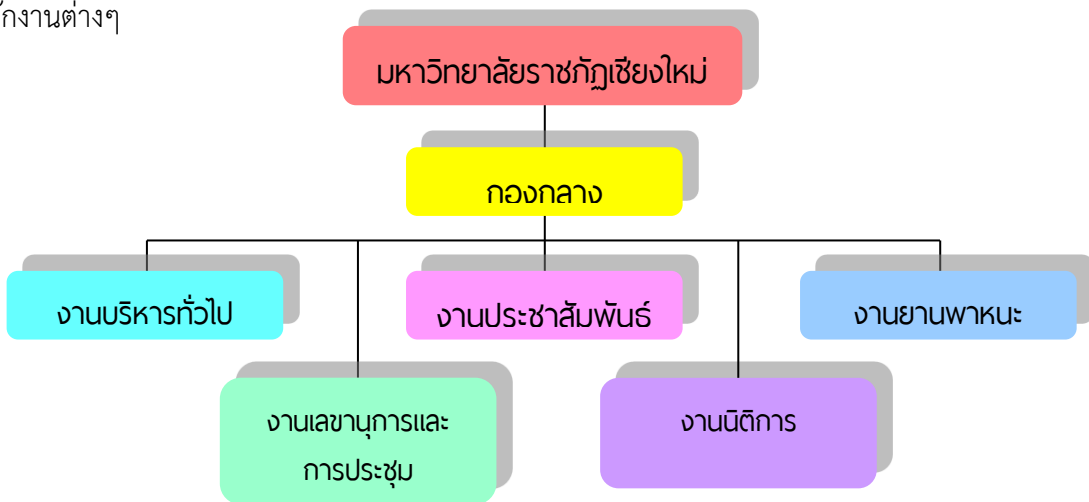 กงานต่างๆ
มหาวิทยาลัยราชภัฏเชียงใหม่
กองกลาง
งานบริหารทั่วไป
งานประชาสัมพันธ์
งานยานพาหนะ
งานเลขานุการและ
การประชุม
งานนิติการ